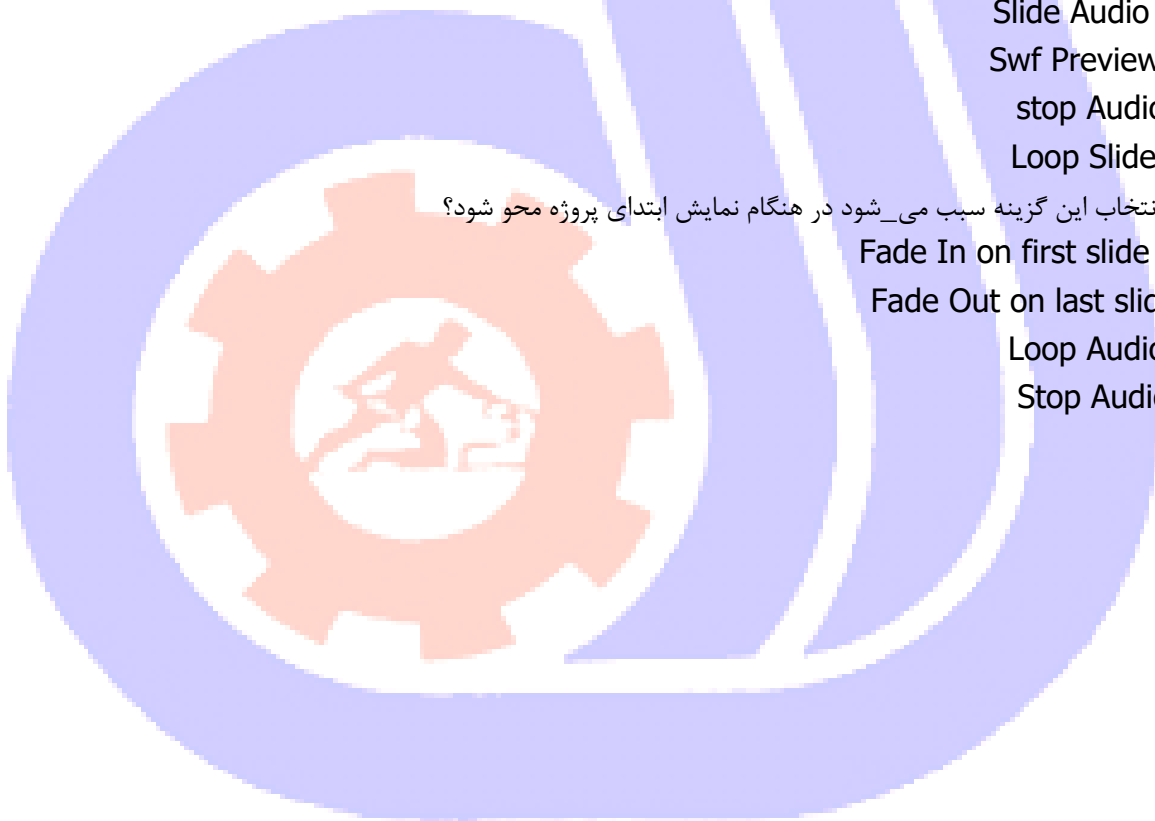 Slide Audio
Swf Preview
stop Audio
Loop Slide
نتخاب این گزینه سبب می_شود در هنگام نمایش ابتدای پروژه محو شود؟
Fade In on first slide
Fade Out on last slid
Loop Audio
Stop Audio